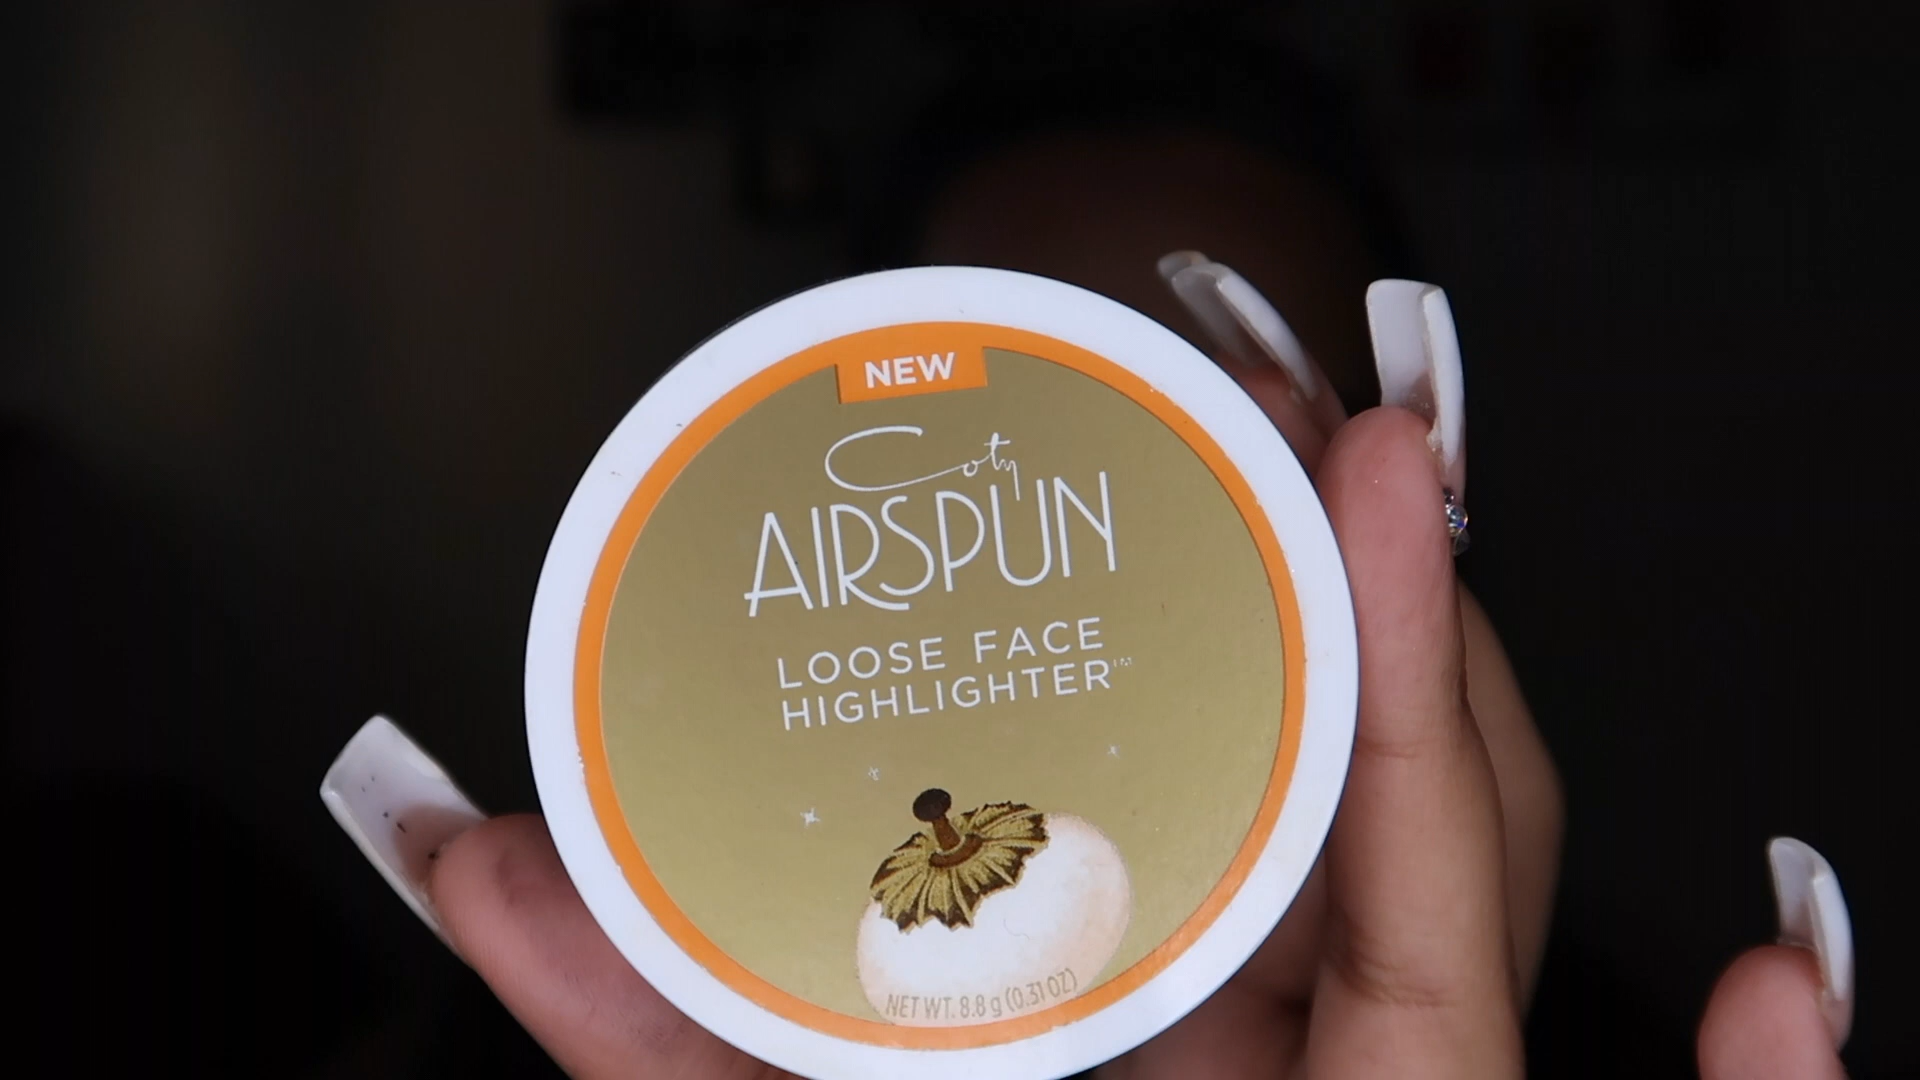 NEW
Coty
AIRSPUN
LOOSE FACE
HIGHLIGHTER™
NET WT. 8.8 g (0.31 OZ)